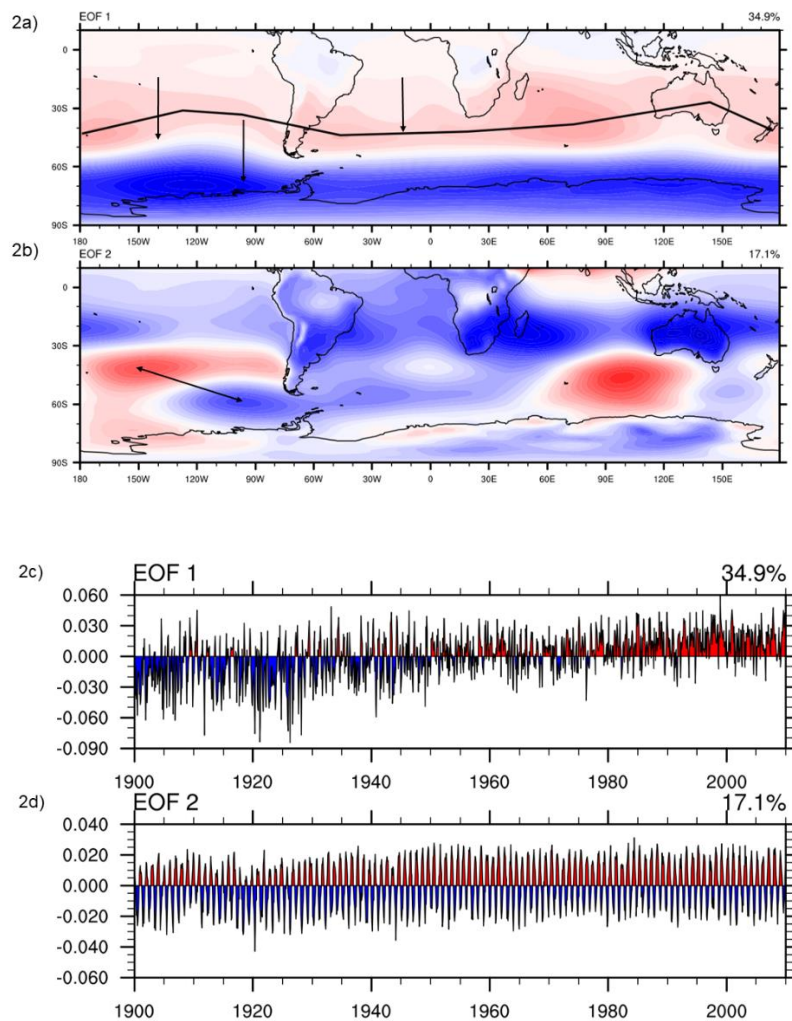 2a)
EOF 1 34.9%
0
30S
60S
90S
180 150W 120W 90W 60W 30W 0 30E 60E 90E 120E 150E
2b)
EOF 2 17.1%
0
30S
60S
90S
180 150W 120W 90W 60W 30W 0 30E 60E 90E 120E 150E
2c)
EOF 1 34.9%
0.060
0.030
0.000
-0.030
-0.060
-0.090
1900 1920 1940 1960 1980 2000
2d)
EOF 2 17.1%
0.040
0.020
0.000
-0.020
-0.040
-0.060
1900 1920 1940 1960 1980 2000